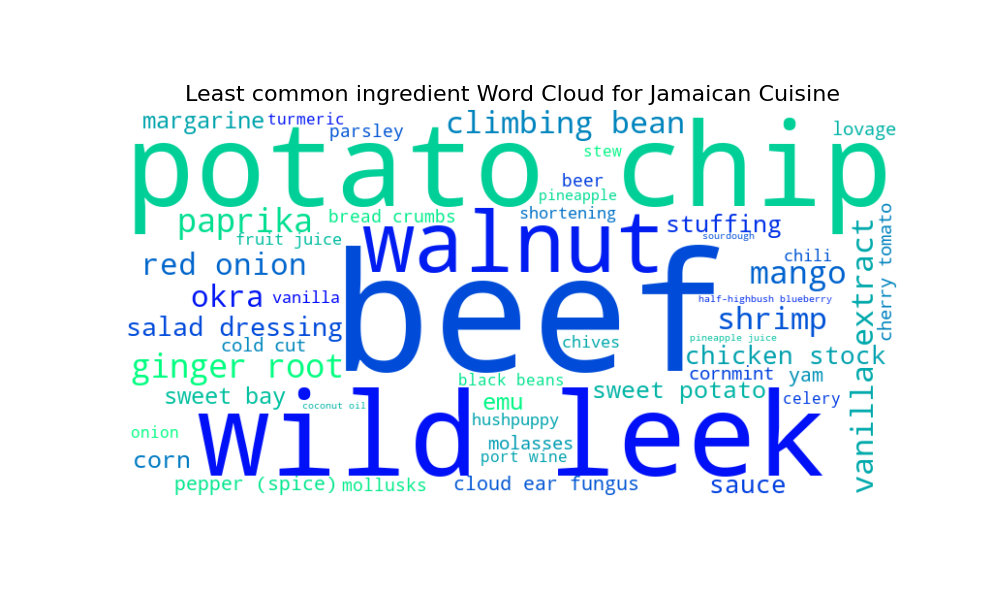 Least common ingredient Word Cloud for Jamaican Cuisine
margarine
turmeric
parsley
climbing bean
lovage
potato chip
stew
beer
pineapple
paprika
bread crumbs
shortening
stuffing
cherry tomato
fruit juice
walnut
sourdough
red onion
chili
mango
vanilla extract
okra
vanilla
beef
half-highbush blueberry
salad dressing
shrimp
cold cut
chives
pineapple juice
chicken stock
ginger root
cornmint
yam
black beans
sweet bay
sweet potato
celery
coconut oil
emu
hushpuppy
onion
wild leek
molasses
corn
port wine
pepper (spice)
mollusks
cloud ear fungus
sauce